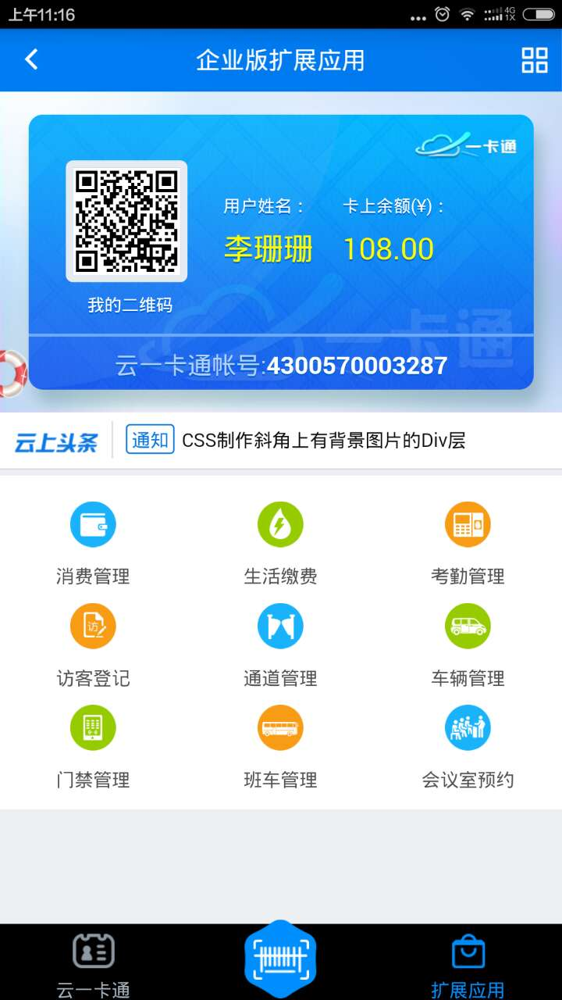 上午11:16
4G
1X
企业版扩展应用
一卡通
用户姓名： 卡上余额(¥)：
李珊珊 108.00
我的二维码
一卡通
云一卡通帐号:4300570003287
云上头条 通知 CSS制作斜角上有背景图片的Div层
消费管理 生活缴费 考勤管理
访
访客登记 通道管理 车辆管理
门禁管理 班车管理 会议室预约
云一卡通 扩展应用